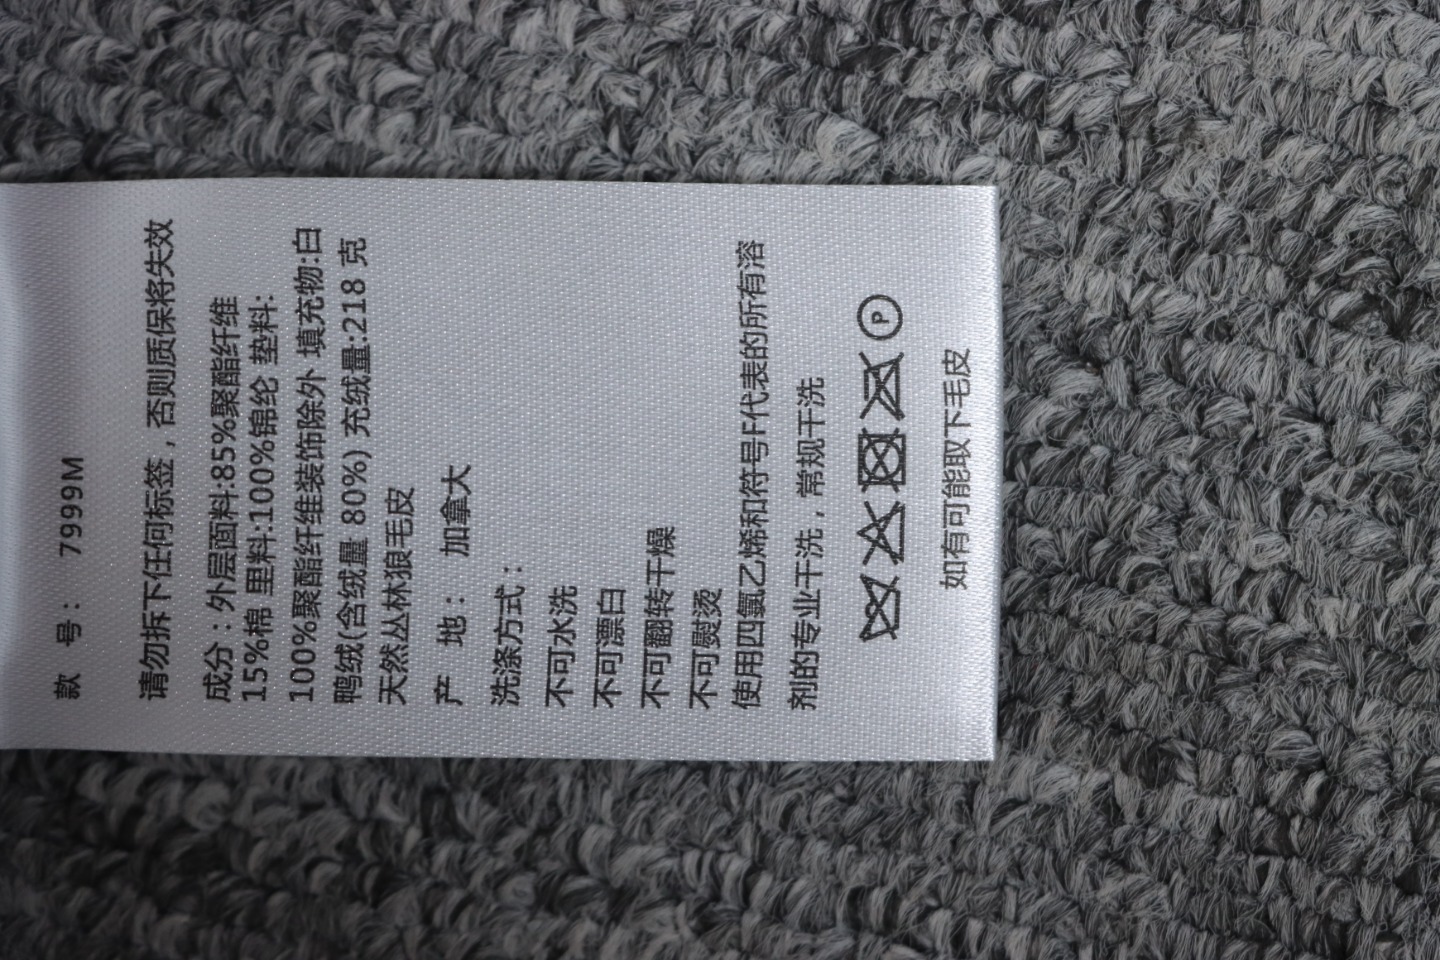 款 号： 7999M
请勿拆下任何标签，否则质保将失效
成分：外层面料:85%聚酯纤维
15%棉 里料:100%锦纶 垫料:
100%聚酯纤维装饰除外 填充物:白
鸭绒(含绒量 80%) 充绒量:218 克
天然丛林狼毛皮
产 地： 加拿大
洗涤方式：
不可水洗
不可漂白
不可翻转干燥
不可熨烫
使用四氯乙烯和符号F代表的所有溶
剂的专业干洗，常规干洗
P
如有可能取下毛皮